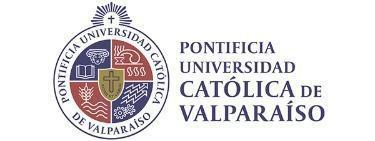 PONTIFICIA UNIVERSIDAD CATÓLICA
DE VALPARAÍSO
PONTIFICIA
UNIVERSIDAD
CATÓLICA DE
VALPARAÍSO